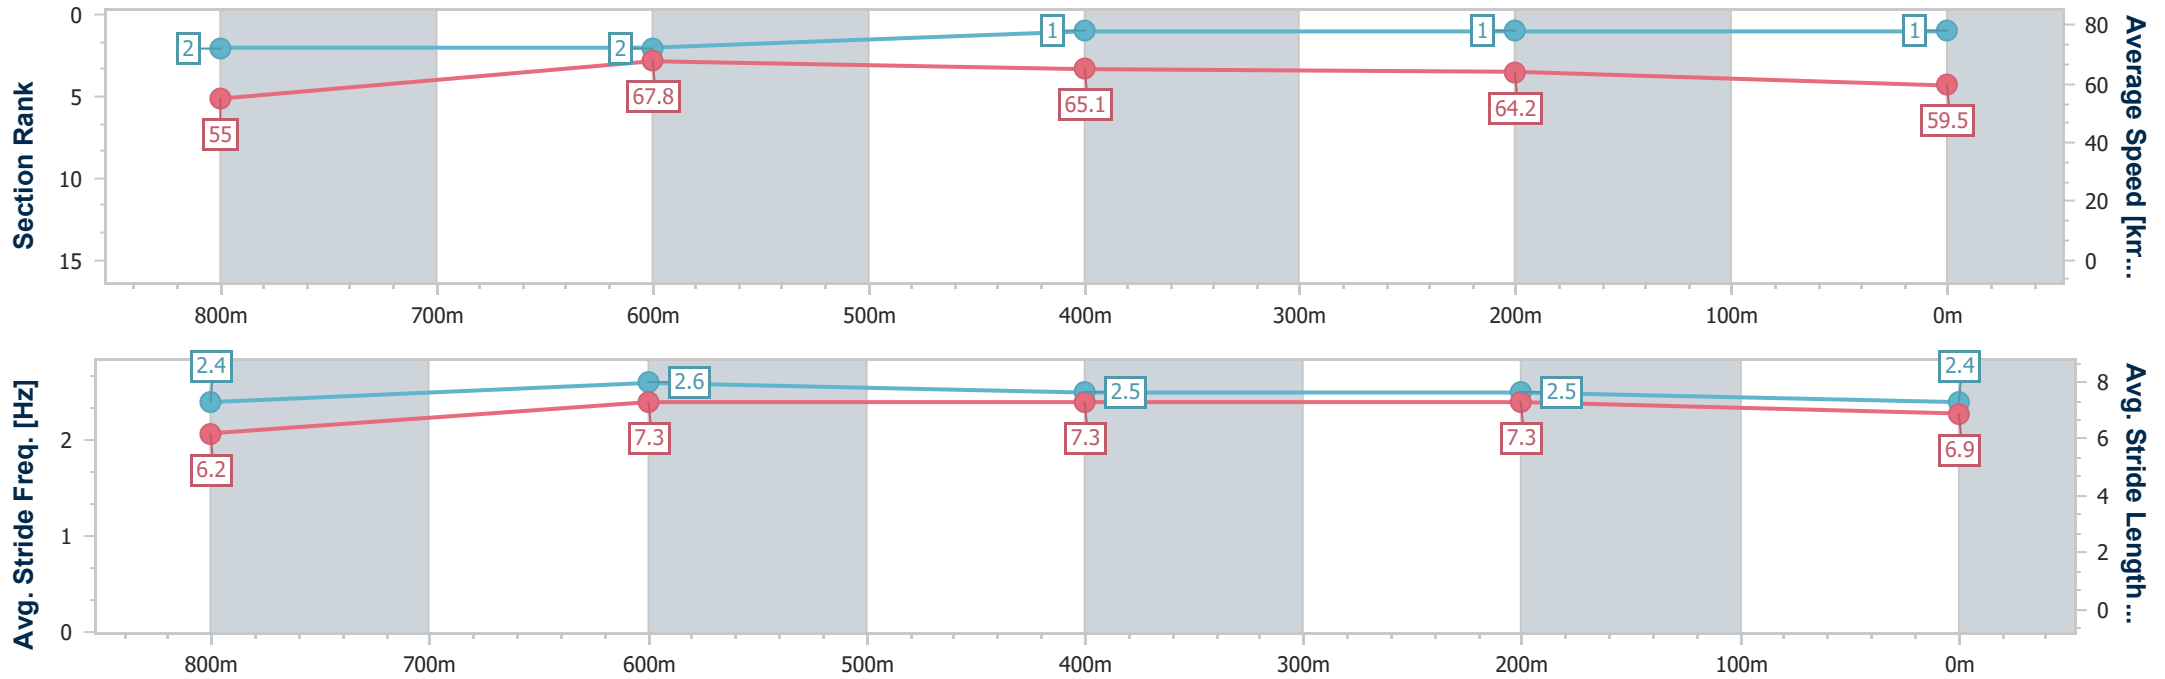 Section Rank
0
5
10
15
2
2
1
1
1
55
67.8
65.1
64.2
59.5
80
60
40
20
0
Average Speed [km...
800m
700m
600m
500m
400m
300m
200m
100m
0m
Avg. Stride Freq. [Hz]
2
1
0
2.4
2.6
2.5
2.5
2.4
6.2
7.3
7.3
7.3
6.9
8
6
4
2
0
Avg. Stride Length ...
800m
700m
600m
500m
400m
300m
200m
100m
0m